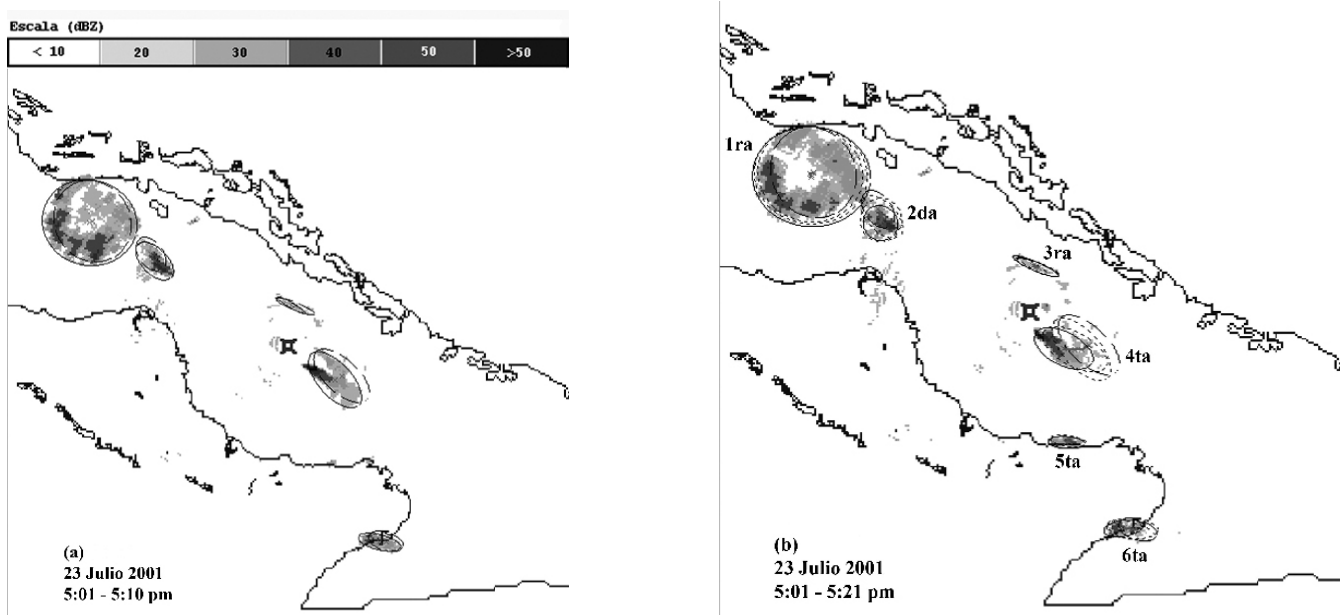 Escala (dBZ)
< 10 20 30 40 50 >50
(a)
23 Julio 2001
5:01 - 5:10 pm
1ra
2da
3ra
4ta
5ta
6ta
(b)
23 Julio 2001
5:01 - 5:21 pm